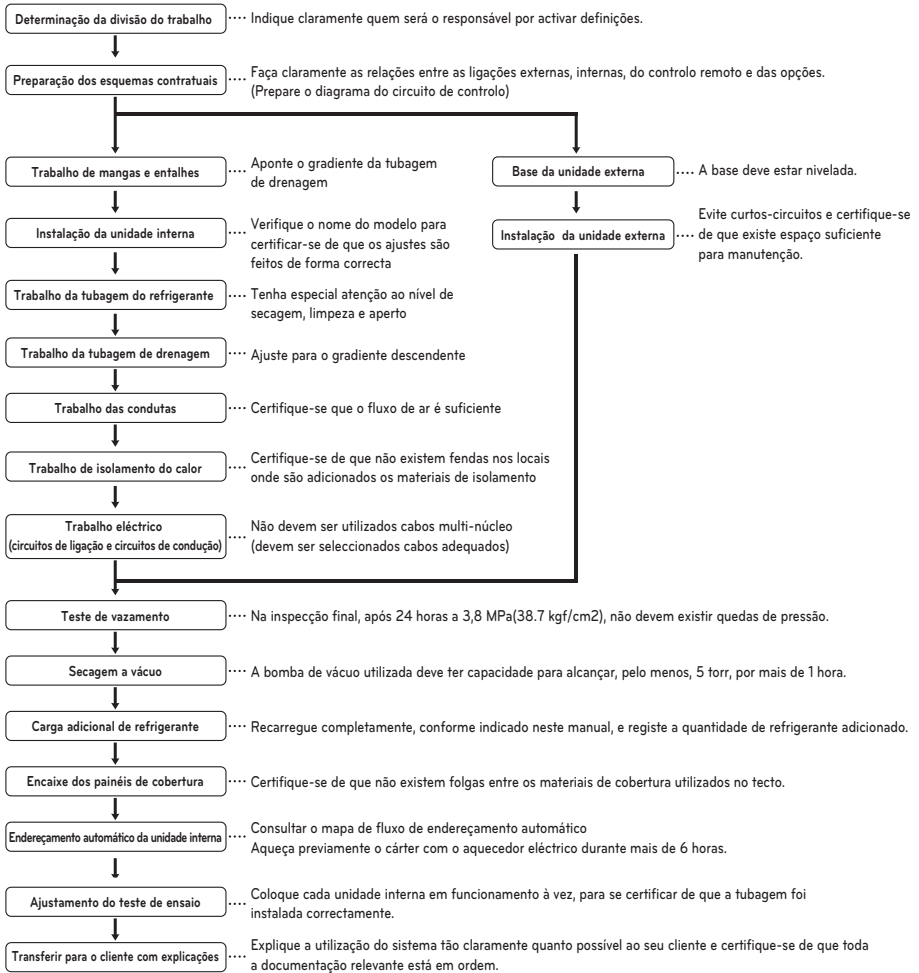 Determinação da divisão do trabalho
···· Indique claramente quem será o responsável por activar definições.
Preparação dos esquemas contratuais
···· Faça claramente as relações entre as ligações externas, internas, do controlo remoto e das opções.
(Prepare o diagrama do circuito de controlo)
Trabalho de mangas e entalhes
···· Aponte o gradiente da tubagem
de drenagem
Base da unidade externa
···· A base deve estar nivelada.
Instalação da unidade interna
···· Verifique o nome do modelo para
certificar-se de que os ajustes são
feitos de forma correcta
Instalação da unidade externa
···· Evite curtos-circuitos e certifique-se
de que existe espaço suficiente
para manutenção.
Trabalho da tubagem do refrigerante
···· Tenha especial atenção ao nível de
secagem, limpeza e aperto
Trabalho da tubagem de drenagem
···· Ajuste para o gradiente descendente
Trabalho das condutas
···· Certifique-se que o fluxo de ar é suficiente
Trabalho de isolamento do calor
···· Certifique-se de que não existem fendas nos locais
onde são adicionados os materiais de isolamento
Trabalho eléctrico
(circuitos de ligação e circuitos de condução)
···· Não devem ser utilizados cabos multi-núcleo
(devem ser seleccionados cabos adequados)
Teste de vazamento
···· Na inspecção final, após 24 horas a 3,8 MPa(38.7 kgf/cm2), não devem existir quedas de pressão.
Secagem a vácuo
···· A bomba de vácuo utilizada deve ter capacidade para alcançar, pelo menos, 5 torr, por mais de 1 hora.
Carga adicional de refrigerante
···· Recarregue completamente, conforme indicado neste manual, e registe a quantidade de refrigerante adicionado.
Encaixe dos painéis de cobertura
···· Certifique-se de que não existem folgas entre os materiais de cobertura utilizados no tecto.
Endereçamento automático da unidade interna
···· Consultar o mapa de fluxo de endereçamento automático
Aqueça previamente o cárter com o aquecedor eléctrico durante mais de 6 horas.
Ajustamento do teste de ensaio
···· Coloque cada unidade interna em funcionamento à vez, para se certificar de que a tubagem foi
instalada correctamente.
Transferir para o cliente com explicações
···· Explique a utilização do sistema tão claramente quanto possível ao seu cliente e certifique-se de que toda
a documentação relevante está em ordem.